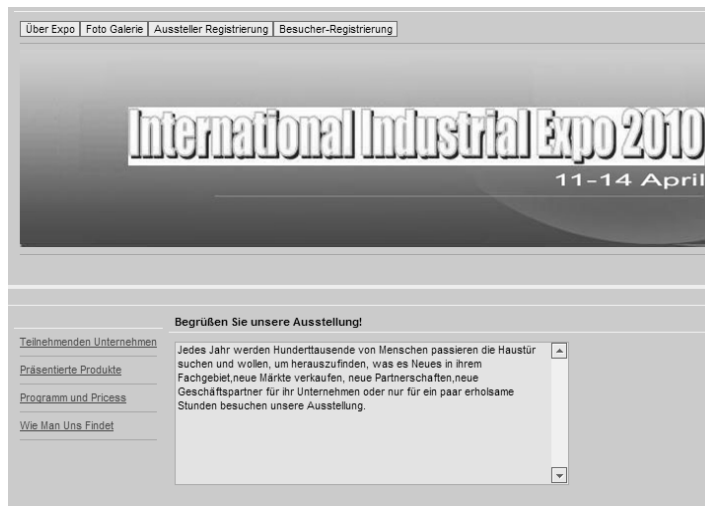 Über Expo Foto Galerie Aussteller Registrierung Besucher-Registrierung
International Industrial Expo 2010
11-14 April
Begrüßen Sie unsere Ausstellung!
Teilnehmenden Unternehmen
Präsentierte Produkte
Programm und Pricess
Wie Man Uns Findet
Jedes Jahr werden Hunderttausende von Menschen passieren die Haustür
suchen und wollen, um herauszufinden, was es Neues in ihrem
Fachgebiet,neue Märkte verkaufen, neue Partnerschaften,neue
Geschäftspartner für ihr Unternehmen oder nur für ein paar erholsame
Stunden besuchen unsere Ausstellung.